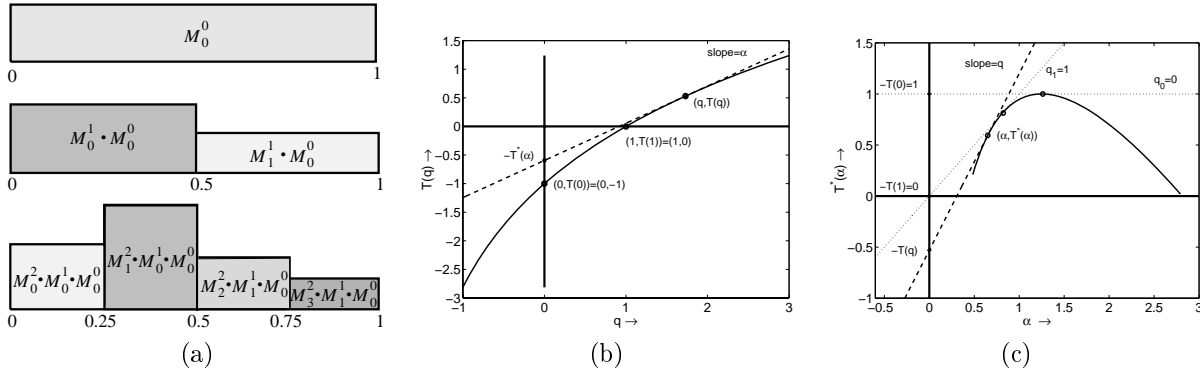 M_0^0
0 1
M_0^1 • M_0^0
M_1^1 • M_0^0
0 0.5 1
M_0^2•M_0^1•M_0^0
M_1^2•M_0^1•M_0^0
M_2^2•M_1^1•M_0^0
M_3^2•M_1^1•M_0^0
0 0.25 0.5 0.75 1
(a)
1.5
1
0.5
0
−0.5
−1
−1.5
−2
−2.5
−3
T(q) →
slope=α
(q,T(q))
(1,T(1))=(1,0)
−T*(α)
(0,T(0))=(0,−1)
−1 0 1 2 3
q →
(b)
1.5
1
0.5
0
−0.5
−1
T*(α) →
slope=q
q_1=1
q_0=0
−T(0)=1
(α,T*(α))
−T(1)=0
−T(q)
−0.5 0 0.5 1 1.5 2 2.5 3
α →
(c)